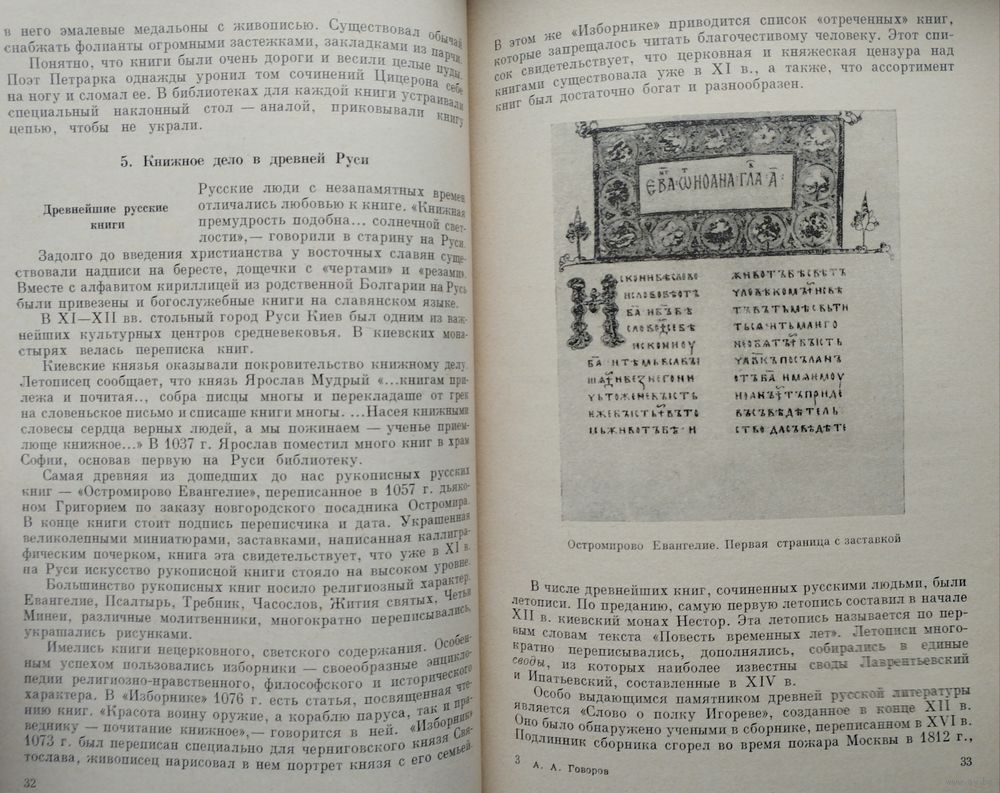 в него эмалевые медальоны с живописью. Существовал обычай
снабжать фолианты огромными застежками, закладками из парчи.
Понятно, что книги были очень дороги и весили целые пуды.
Поэт Петрарка однажды уронил том сочинений Цицерона себе
на ногу и сломал ее. В библиотеках для каждой книги устраивали
специальный наклонный стол — аналой, приковывали книгу
цепью, чтобы не украли.
5. Книжное дело в древней Руси
Древнейшие русские
книги
Русские люди с незапамятных времен
отличались любовью к книге. «Книжная
премудрость подобна... солнечной свет-
лости»,— говорили в старину на Руси.
Задолго до введения христианства у восточных славян суще-
ствовали надписи на бересте, дощечки с «чертами» и «резами».
Вместе с алфавитом кириллицей из родственной Болгарии на Русь
были привезены и богослужебные книги на славянском языке.
В XI—XII вв. стольный город Руси Киев был одним из важ-
нейших культурных центров средневековья. В киевских мона-
стырях велась переписка книг.
Киевские князья оказывали покровительство книжному делу.
Летописец сообщает, что князь Ярослав Мудрый «...книгам при-
лежа и почитая.., собра писцы многы и перекладаше от грек
на словеньское письмо и списаше книгы многы. ...Насея книжными
словесы сердца верных людей, а мы пожинаем — ученье прием-
люще книжное...» В 1037 г. Ярослав поместил много книг в храм
Софии, основав первую на Руси библиотеку.
Самая древняя из дошедших до нас рукописных русских
книг — «Остромирово Евангелие», переписанное в 1057 г. дьяко-
ном Григорием по заказу новгородского посадника Остромира.
В конце книги стоит подпись переписчика и дата. Украшенная
великолепными миниатюрами, заставками, написанная каллигра-
фическим почерком, книга эта свидетельствует, что уже в XI в.
на Руси искусство рукописной книги стояло на высоком уровне.
Большинство рукописных книг носило религиозный характер.
Евангелие, Псалтырь, Требник, Часослов, Жития святых, Четьи
Минеи, различные молитвенники, многократно переписывались,
украшались рисунками.
Имелись книги нецерковного, светского содержания. Особен-
ным успехом пользовались изборники — своеобразные энцикло-
педии религиозно-нравственного, философского и исторического
характера. В «Изборнике» 1076 г. есть статья, посвященная чте-
нию книг. «Красота воину оружие, а кораблю паруса, так и пра-
веднику — почитание книжное»,— говорится в ней. «Изборник»
1073 г. был переписан специально для черниговского князя Свя-
тослава, живописец нарисовал в нем портрет князя с его семьей.
32
В этом же «Изборнике» приводится список «отреченных» книг,
которые запрещалось читать благочестивому человеку. Этот спи-
сок свидетельствует, что церковная и княжеская цензура над
книгами существовала уже в XI в., а также, что ассортимент
книг был достаточно богат и разнообразен.
Остромирово Евангелие. Первая страница с заставкой
В числе древнейших книг, сочиненных русскими людьми, были
летописи. По преданию, самую первую летопись составил в начале
XII в. киевский монах Нестор. Эта летопись называется по пер-
вым словам текста «Повесть временных лет». Летописи много-
кратно переписывались, дополнялись, собирались в единые
своды, из которых наиболее известны своды Лаврентьевский
и Ипатьевский, составленные в XIV в.
Особо выдающимся памятником древней русской литературы
является «Слово о полку Игореве», созданное в конце XII в.
Оно было обнаружено учеными в сборнике, переписанном в XVI в.
Подлинник сборника сгорел во время пожара Москвы в 1812 г.,
3 А. А. Говоров
33